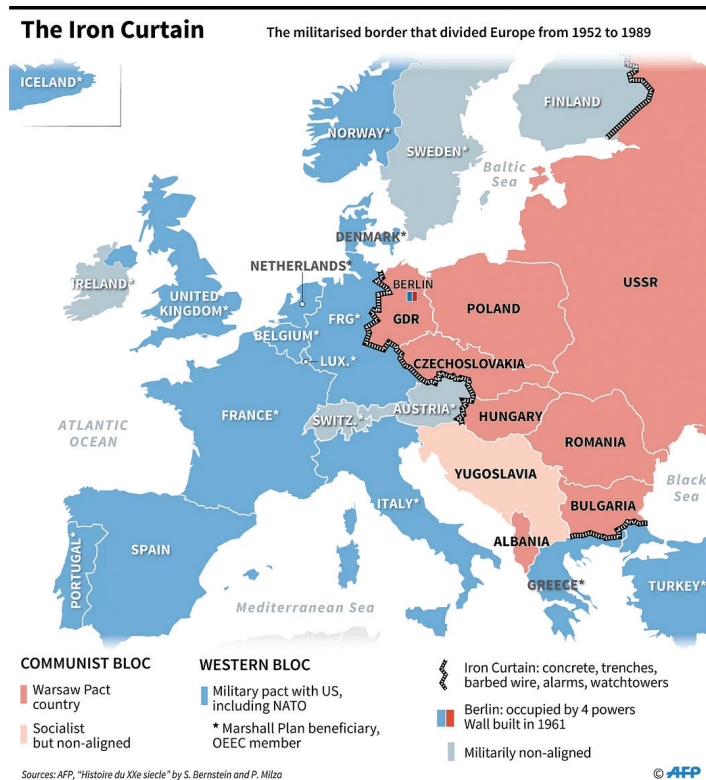 The Iron Curtain
The militarised border that divided Europe from 1952 to 1989
ICELAND*
NORWAY*
SWEDEN*
FINLAND
Baltic
Sea
DENMARK*
NETHERLANDS*
IRELAND*
UNITED
KINGDOM*
BERLIN
USSR
FRG*
GDR
POLAND
BELGIUM*
LUX.*
CZECHOSLOVAKIA
ATLANTIC
OCEAN
FRANCE*
SWITZ.*
AUSTRIA*
HUNGARY
ROMANIA
YUGOSLAVIA
Black
Sea
ITALY*
BULGARIA
PORTUGAL*
SPAIN
ALBANIA
GREECE*
TURKEY*
Mediterranean Sea
COMMUNIST BLOC
Warsaw Pact
country
Socialist
but non-aligned
WESTERN BLOC
Military pact with US,
including NATO
* Marshall Plan beneficiary,
OEEC member
Iron Curtain: concrete, trenches,
barbed wire, alarms, watchtowers
Berlin: occupied by 4 powers
Wall built in 1961
Militarily non-aligned
Sources: AFP, "Histoire du XXe siecle" by S. Bernstein and P. Milza
© AFP